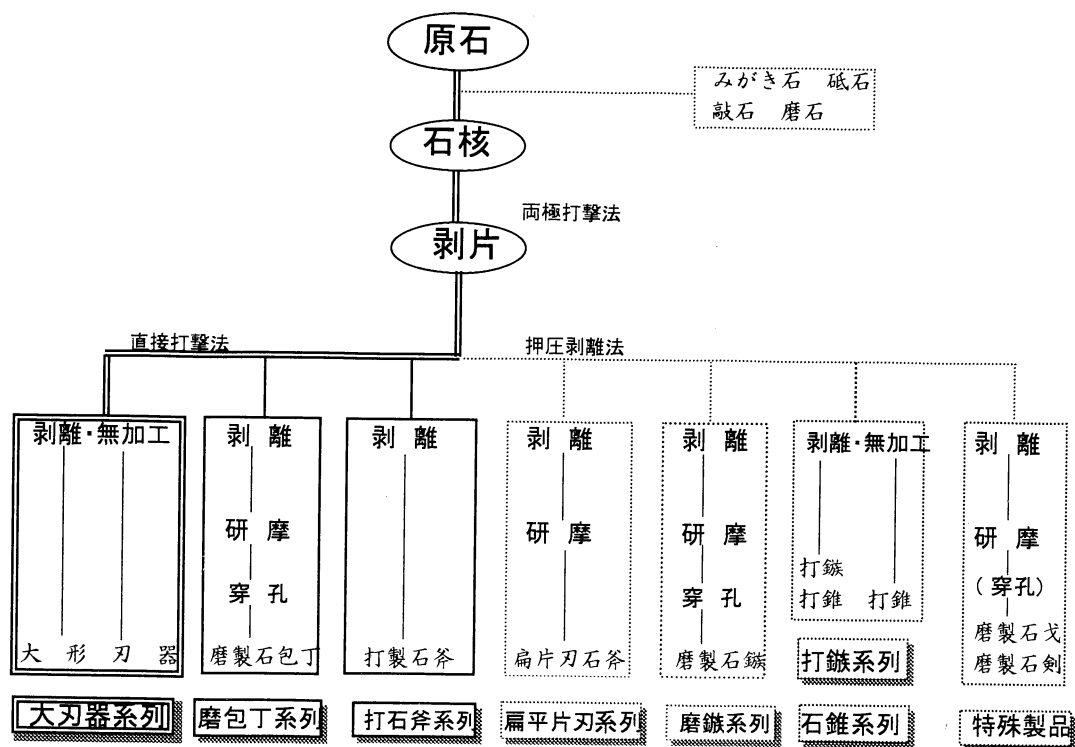 原石
みがき石 砥石
敲石 磨石
石核
両極打撃法
剥片
直接打撃法
押圧剥離法
剥離・無加工
大形刃器
大刃器系列
剥離
研摩
穿孔
磨製石包丁
磨包丁系列
剥離
打製石斧
打石斧系列
剥離
研摩
扁片刃石斧
扁平片刃系列
剥離
研摩
穿孔
磨製石鏃
磨鏃系列
剥離・無加工
打鏃
打錐 打錐
打鏃系列
石錐系列
剥離
研摩
(穿孔)
磨製石戈
磨製石剣
特殊製品